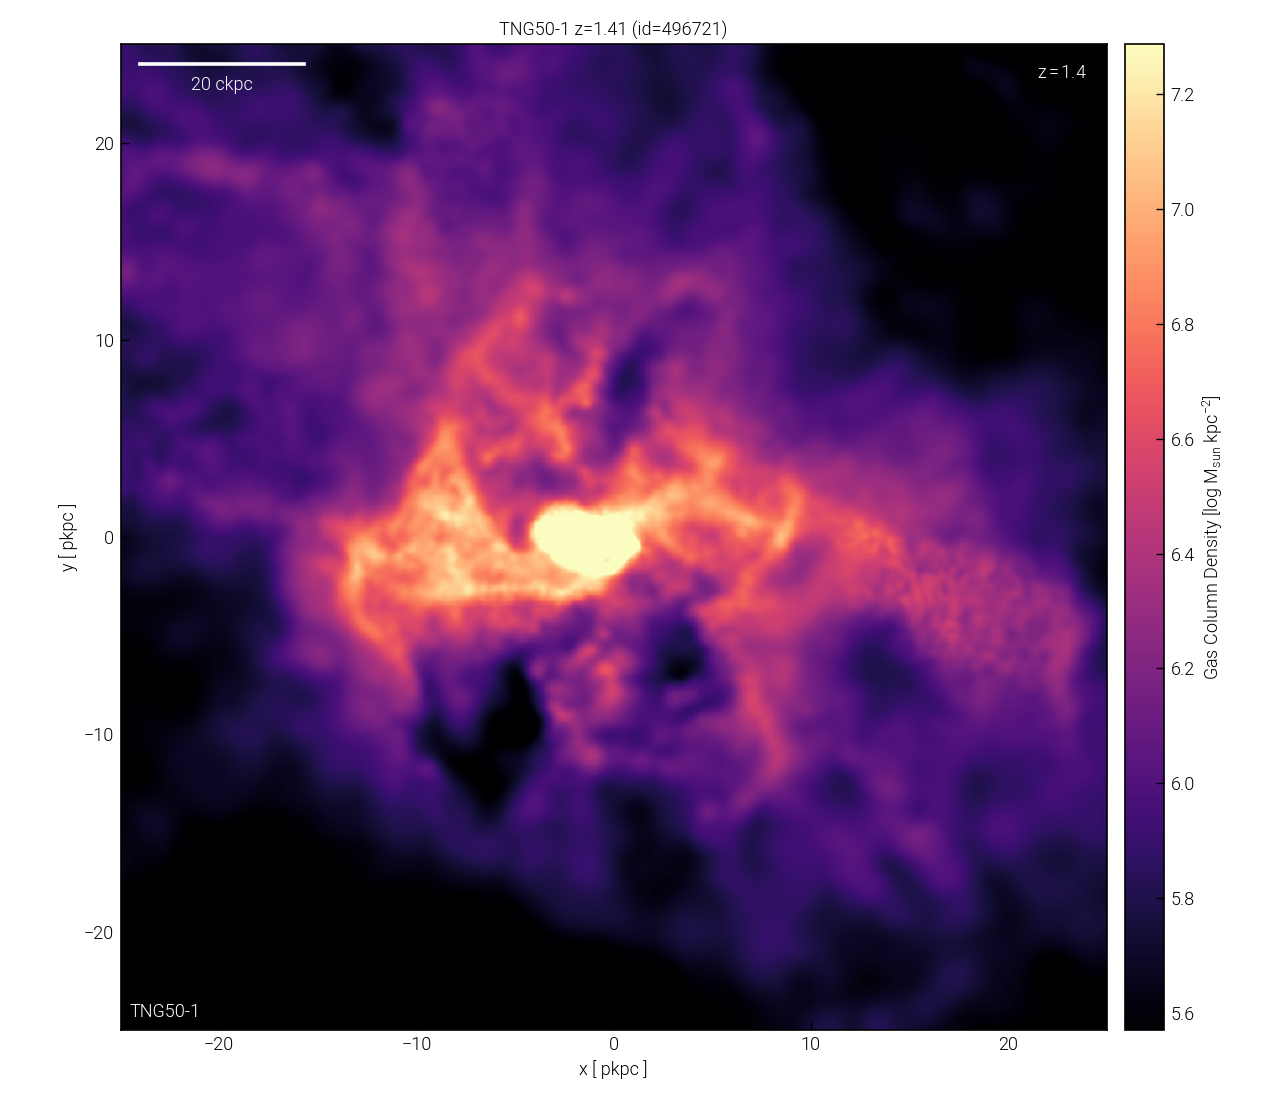 TNG50-1 z=1.41 (id=496721)
20 ckpc
z=1.4
TNG50-1
20
10
0
−10
−20
y [ pkpc ]
−20
−10
0
10
20
x [ pkpc ]
7.2
7.0
6.8
6.6
6.4
6.2
6.0
5.8
5.6
Gas Column Density [log M_sun kpc^−2]